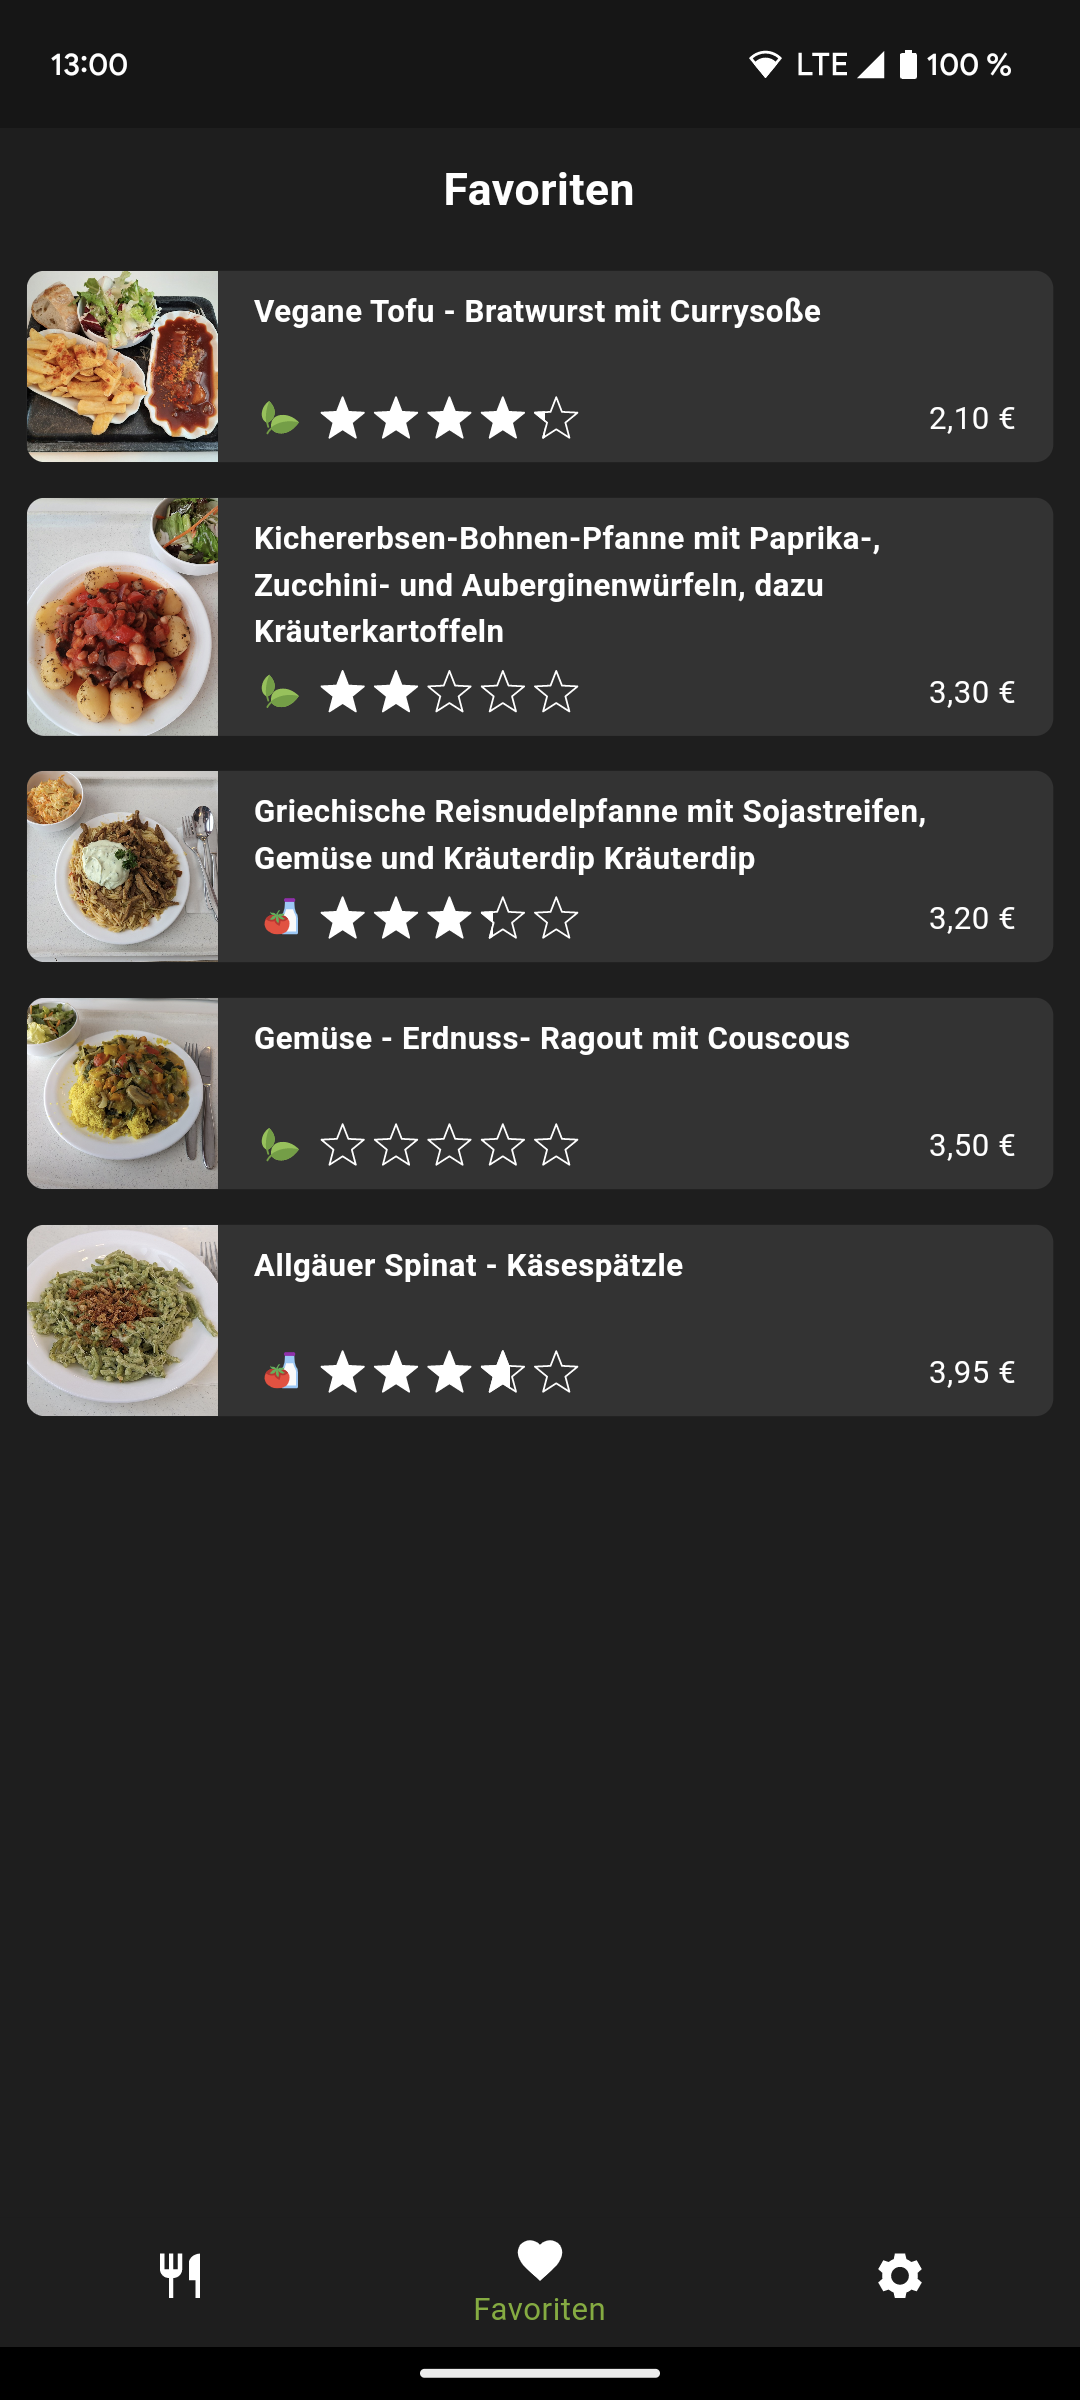 13:00 LTE 100 %
Favoriten
Vegane Tofu - Bratwurst mit Currysoße
2,10 €
Kichererbsen-Bohnen-Pfanne mit Paprika-,
Zucchini- und Auberginenwürfeln, dazu
Kräuterkartoffeln
3,30 €
Griechische Reisnudelpfanne mit Sojastreifen,
Gemüse und Kräuterdip Kräuterdip
3,20 €
Gemüse - Erdnuss- Ragout mit Couscous
3,50 €
Allgäuer Spinat - Käsespätzle
3,95 €
Favoriten